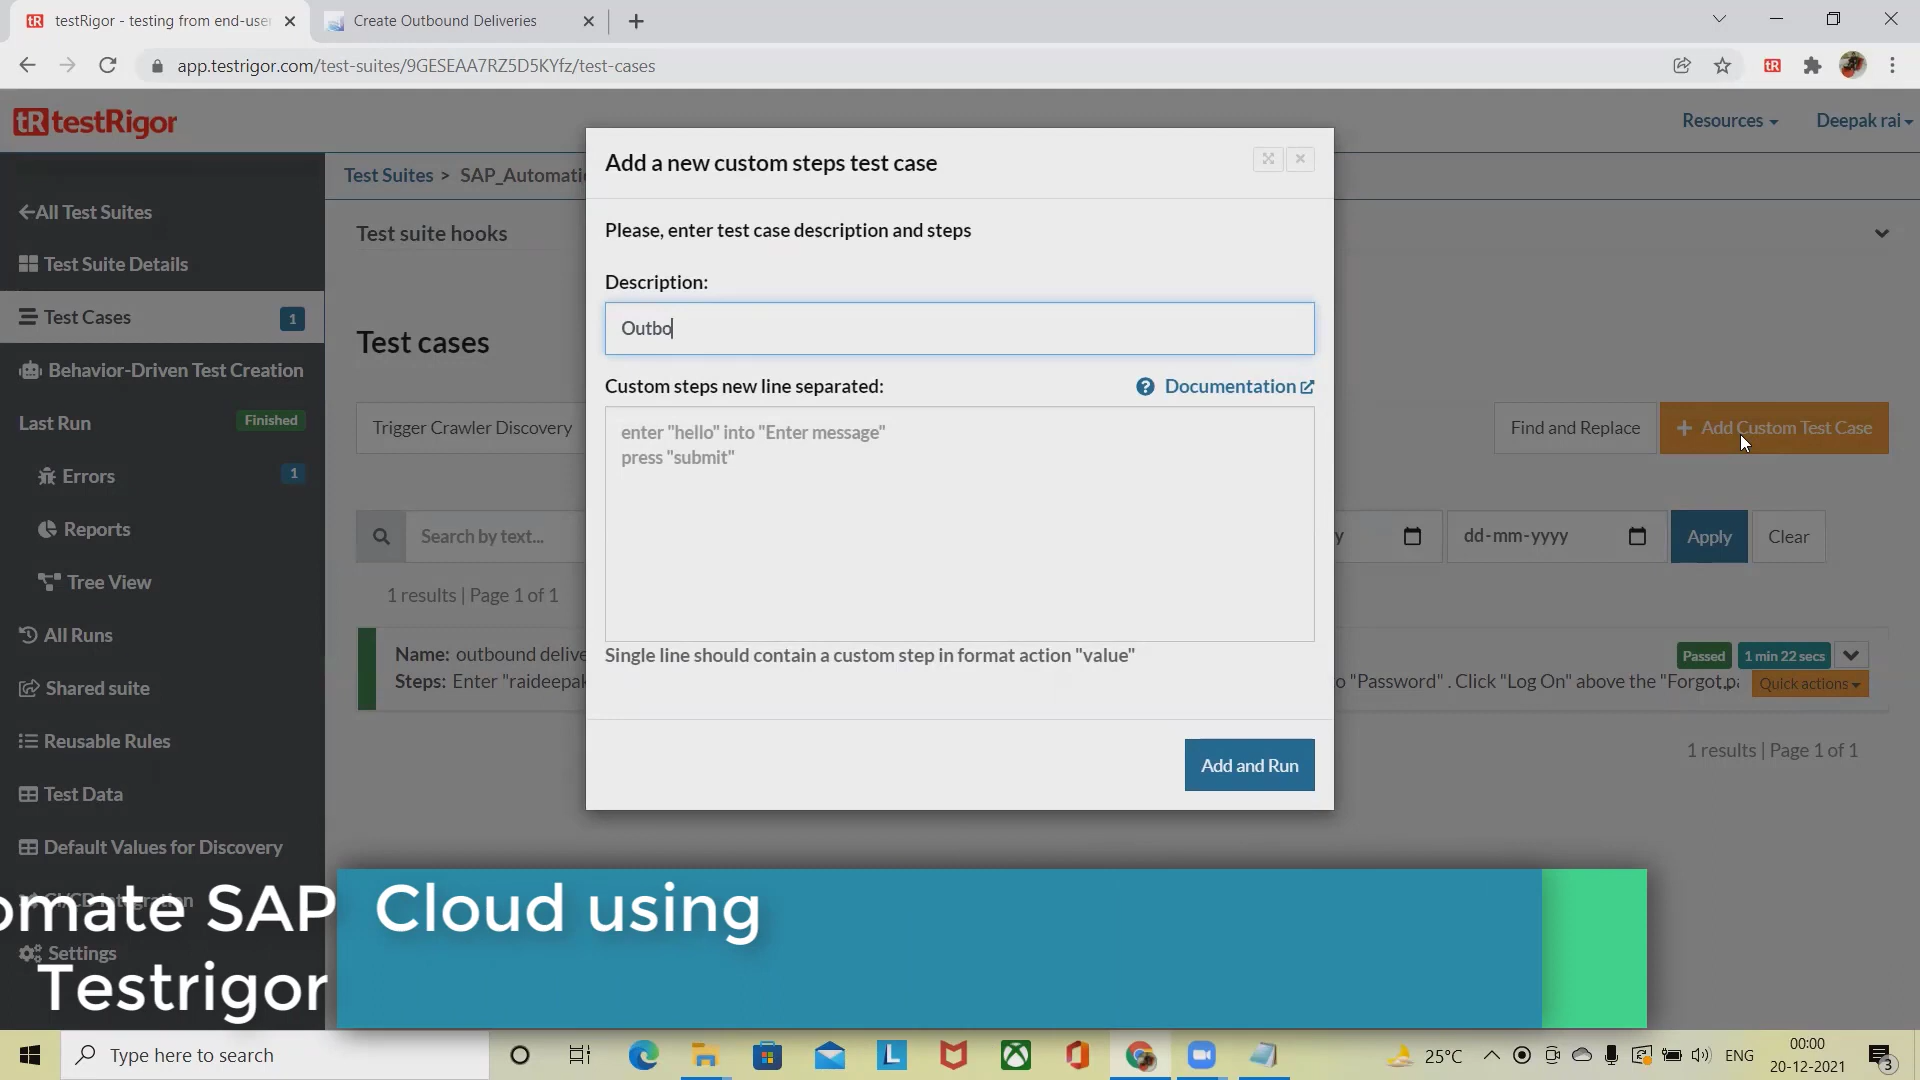 testRigor - testing from end-user
Create Outbound Deliveries
app.testrigor.com/test-suites/9GESEAA7RZ5D5KYfz/test-cases
tR
tR testRigor
Resources
Deepak rai
All Test Suites
Test Suite Details
Test Cases
1
Behavior-Driven Test Creation
Last Run
Finished
Errors
1
Reports
Tree View
All Runs
Shared suite
Reusable Rules
Test Data
Default Values for Discovery
CI/CD Integration
Settings
Test Suites > SAP_Automati
Test suite hooks
Test cases
Trigger Crawler Discovery
Find and Replace
+ Add Custom Test Case
Search by text...
y
dd-mm-yyyy
Apply
Clear
1 results | Page 1 of 1
Name: outbound delive
Steps: Enter "raideepak
o "Password" . Click "Log On" above the "Forgot pa
...
Passed
1 min 22 secs
Quick actions
1 results | Page 1 of 1
Add a new custom steps test case
Please, enter test case description and steps
Description:
Outbo
Custom steps new line separated:
Documentation
enter "hello" into "Enter message"
press "submit"
Single line should contain a custom step in format action "value"
Add and Run
omate SAP Cloud using
Testrigor
Type here to search
25°C
ENG
00:00
20-12-2021
3